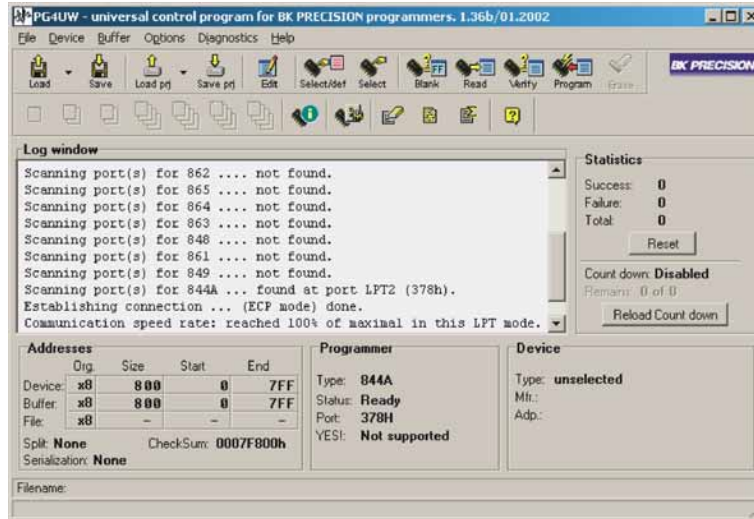 PG4UW - universal control program for BK PRECISION programmers. 1.36b/01.2002
File Device Buffer Options Diagnostics Help
Load Save Load prj Save prj Edit Select/def Select Blank Read Verify Program Erase
BK PRECISION
Log window
Scanning port(s) for 862 .... not found.
Scanning port(s) for 865 .... not found.
Scanning port(s) for 864 .... not found.
Scanning port(s) for 863 .... not found.
Scanning port(s) for 848 .... not found.
Scanning port(s) for 861 .... not found.
Scanning port(s) for 849 .... not found.
Scanning port(s) for 844A ... found at port LPT2 (378h).
Establishing connection ... (ECP mode) done.
Communication speed rate: reached 100% of maximal in this LPT mode.
Statistics
Success: 0
Failure: 0
Total: 0
Reset
Count down: Disabled
Remains: 0 of 0
Reload Count down
Addresses
Org. Size Start End
Device: x8 800 0 7FF
Buffer: x8 800 0 7FF
File: x8 - - -
Split: None CheckSum: 0007F800h
Serialization: None
Programmer
Type: 844A
Status: Ready
Port: 378H
YES!: Not supported
Device
Type: unselected
Mfr.:
Adp.:
Filename: